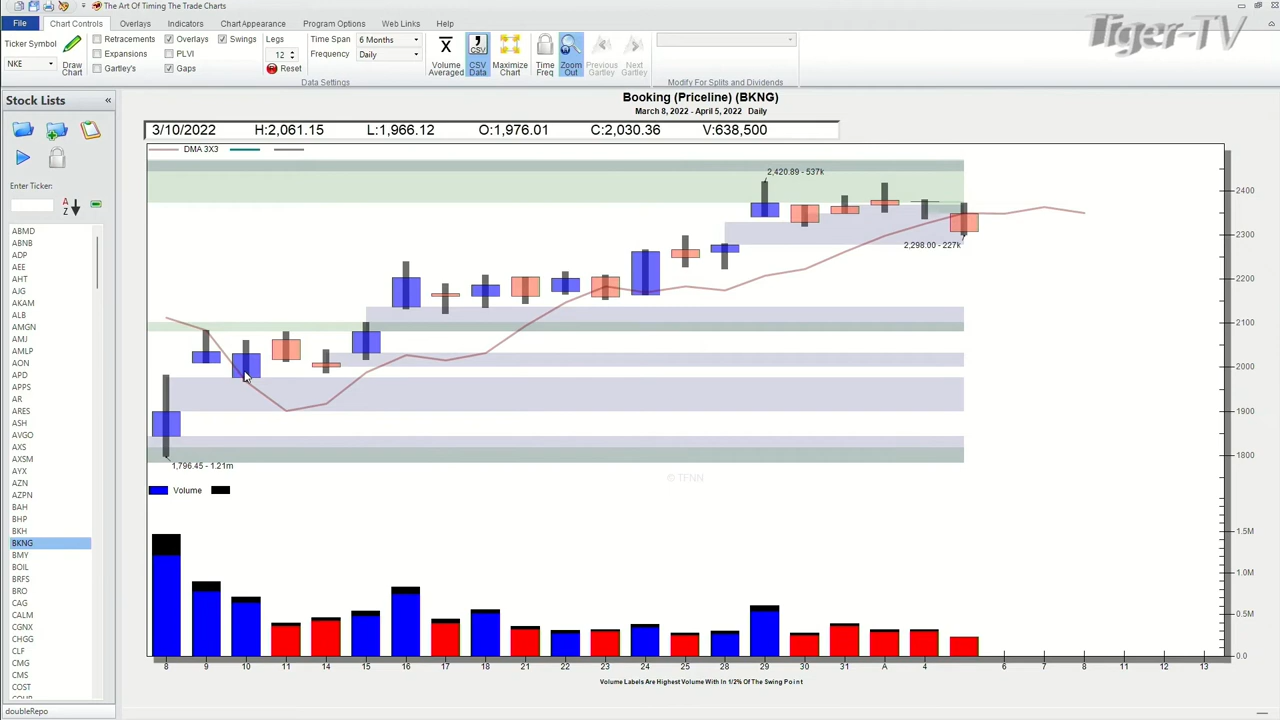 The Art Of Timing The Trade Charts
File Chart Controls Overlays Indicators Chart Appearance Program Options Web Links Help
Tiger-TV
Ticker Symbol
NKE
Draw
Chart
Retracements
Expansions
Gartley's
Overlays
PLVI
Gaps
Swings
Legs
12
Reset
Time Span 6 Months
Frequency Daily
Data Settings
Volume
Averaged
CSV
Data
Maximize
Chart
Time
Freq
Zoom
Out
Previous
Gartley
Next
Gartley
Modify For Splits and Dividends
Stock Lists
Enter Ticker:
A
Z
ABMD
ABNB
ADP
AEE
AHT
AJG
AKAM
ALB
AMGN
AMJ
AMLP
AON
APD
APPS
AR
ARES
ASH
AVGO
AXS
AXSM
AYX
AZN
AZPN
BAH
BHP
BKH
BKNG
BMY
BOIL
BRFS
BRO
CAG
CALM
CGNX
CHGG
CLF
CMG
CMS
COST
doubleRepo
Booking (Priceline) (BKNG)
March 8, 2022 - April 5, 2022 Daily
3/10/2022 H:2,061.15 L:1,966.12 O:1,976.01 C:2,030.36 V:638,500
DMA 3X3
2,420.89 - 537k
2,298.00 - 227k
1,796.45 - 1.21m
© TFNN
2400
2300
2200
2100
2000
1900
1800
Volume
1.5M
1.0M
0.5M
0.0
8 9 10 11 14 15 16 17 18 21 22 23 24 25 28 29 30 31 A 4 6 7 8 11 12 13
Volume Labels Are Highest Volume With In 1/2% Of The Swing Point